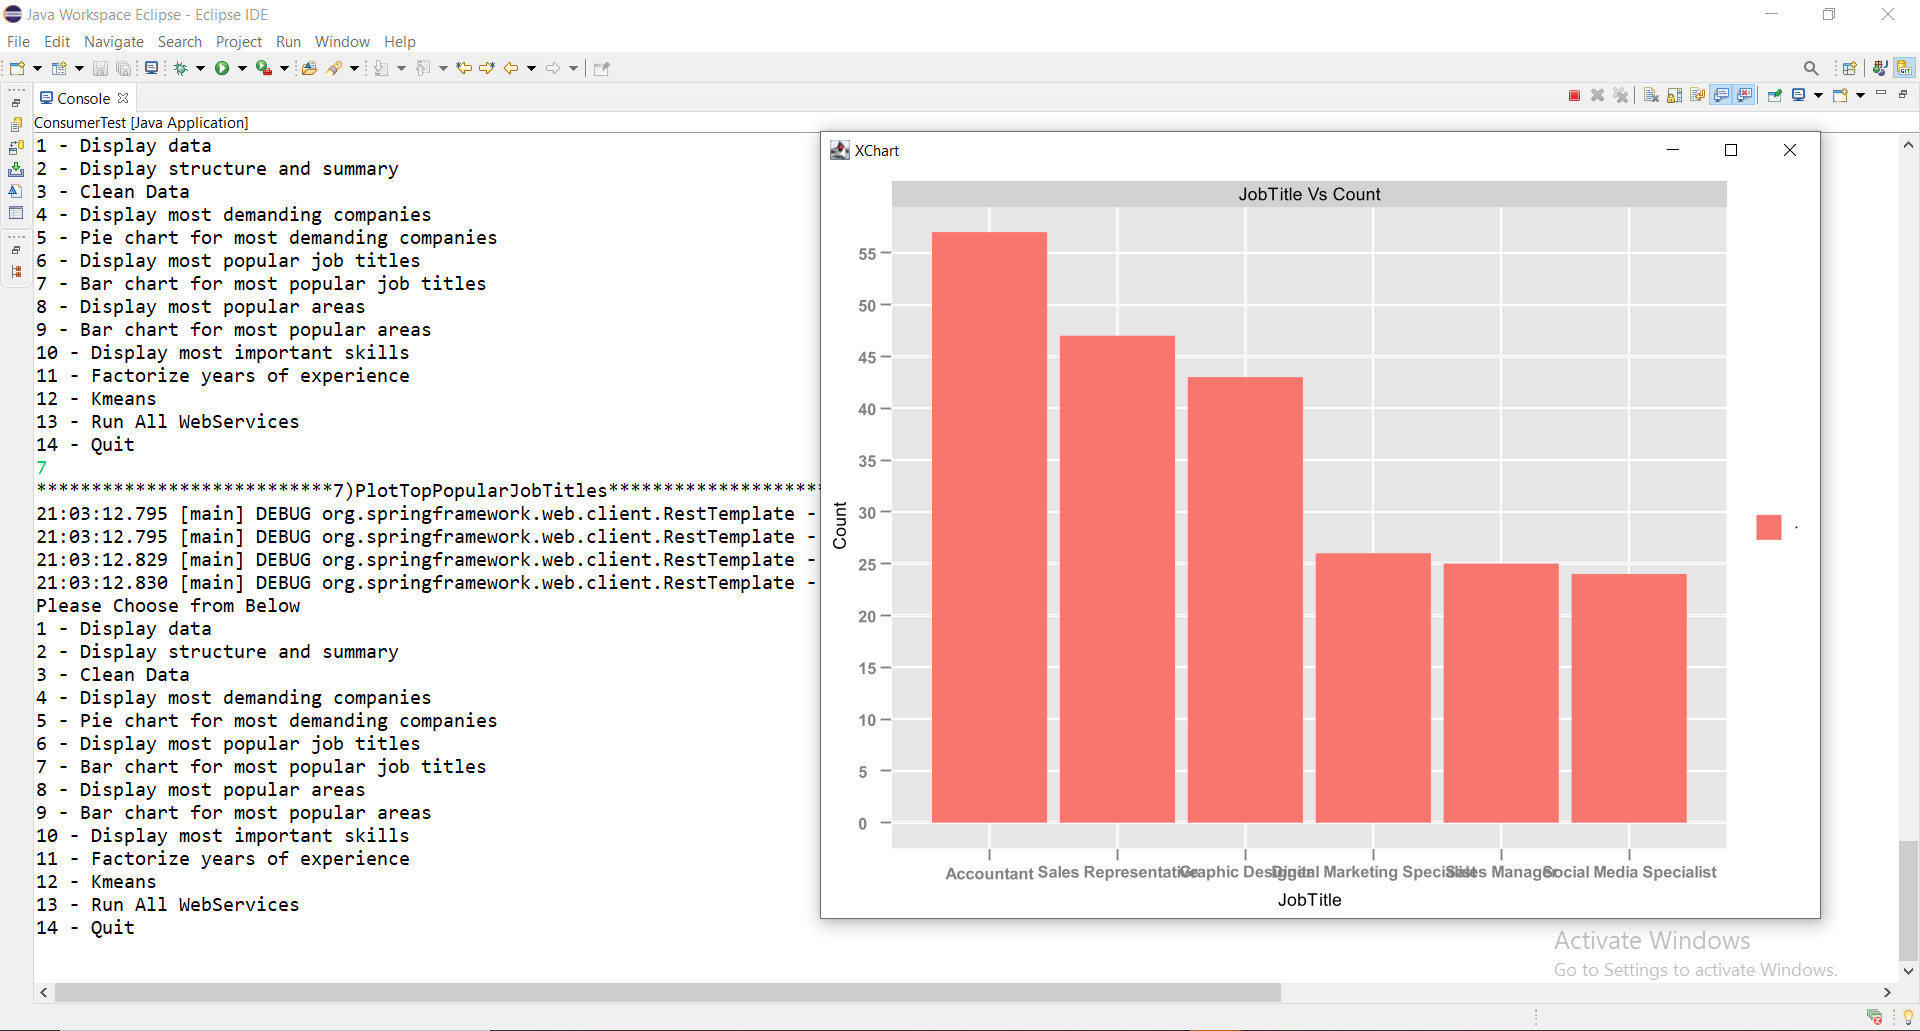 Java Workspace Eclipse - Eclipse IDE
File Edit Navigate Search Project Run Window Help
Console
ConsumerTest [Java Application]
1 - Display data
2 - Display structure and summary
3 - Clean Data
4 - Display most demanding companies
5 - Pie chart for most demanding companies
6 - Display most popular job titles
7 - Bar chart for most popular job titles
8 - Display most popular areas
9 - Bar chart for most popular areas
10 - Display most important skills
11 - Factorize years of experience
12 - Kmeans
13 - Run All WebServices
14 - Quit
7
***************************7)PlotTopPopularJobTitles*******************
21:03:12.795 [main] DEBUG org.springframework.web.client.RestTemplate -
21:03:12.795 [main] DEBUG org.springframework.web.client.RestTemplate -
21:03:12.829 [main] DEBUG org.springframework.web.client.RestTemplate -
21:03:12.830 [main] DEBUG org.springframework.web.client.RestTemplate -
Please Choose from Below
1 - Display data
2 - Display structure and summary
3 - Clean Data
4 - Display most demanding companies
5 - Pie chart for most demanding companies
6 - Display most popular job titles
7 - Bar chart for most popular job titles
8 - Display most popular areas
9 - Bar chart for most popular areas
10 - Display most important skills
11 - Factorize years of experience
12 - Kmeans
13 - Run All WebServices
14 - Quit
XChart
JobTitle Vs Count
55
50
45
40
35
30
25
20
15
10
5
0
Count
Accountant Sales Representative Graphic Designer Digital Marketing Specialist Sales Manager Social Media Specialist
JobTitle
.
Activate Windows
Go to Settings to activate Windows.